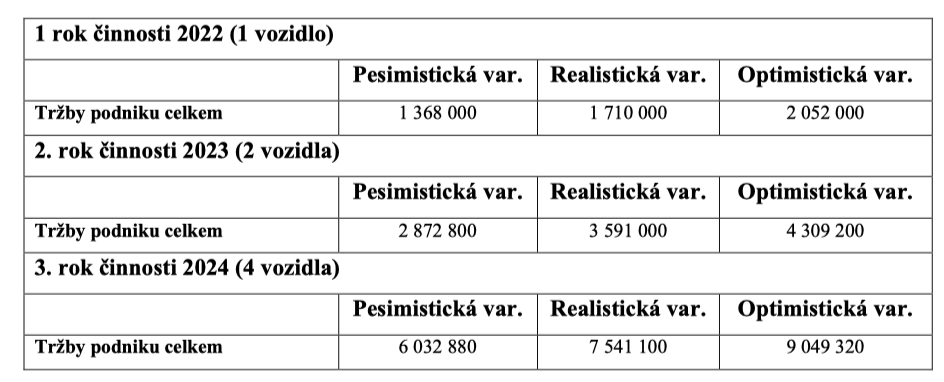 1 rok činnosti 2022 (1 vozidlo)
Pesimistická var. Realistická var. Optimistická var.
Tržby podniku celkem 1 368 000 1 710 000 2 052 000
2. rok činnosti 2023 (2 vozidla)
Pesimistická var. Realistická var. Optimistická var.
Tržby podniku celkem 2 872 800 3 591 000 4 309 200
3. rok činnosti 2024 (4 vozidla)
Pesimistická var. Realistická var. Optimistická var.
Tržby podniku celkem 6 032 880 7 541 100 9 049 320